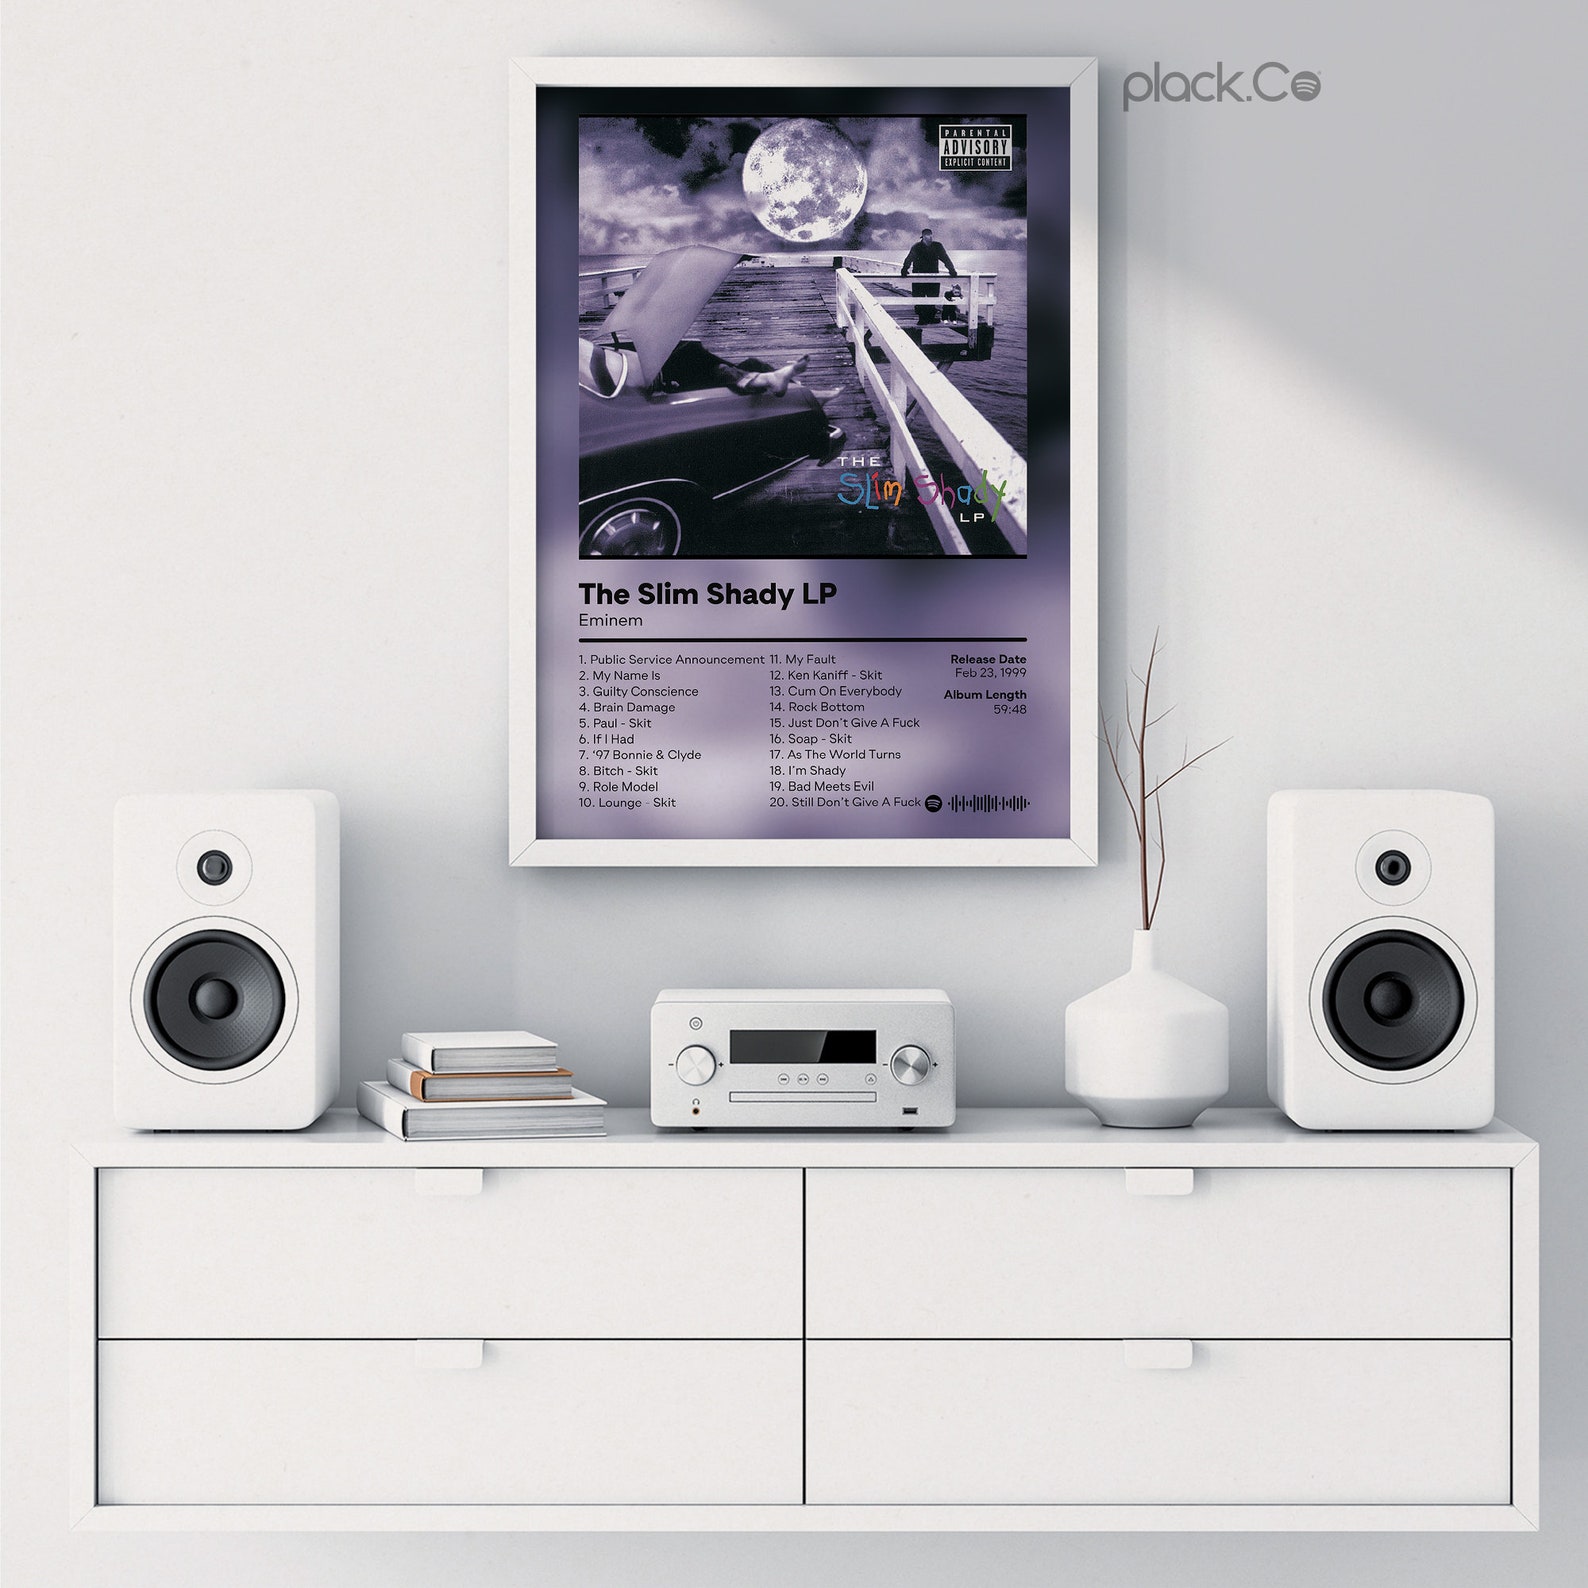 plack.Co
PARENTAL
ADVISORY
EXPLICIT CONTENT
THE
Slim Shady
LP
The Slim Shady LP
Eminem
1. Public Service Announcement
2. My Name Is
3. Guilty Conscience
4. Brain Damage
5. Paul - Skit
6. If I Had
7. ‘97 Bonnie & Clyde
8. Bitch - Skit
9. Role Model
10. Lounge - Skit
11. My Fault
12. Ken Kaniff - Skit
13. Cum On Everybody
14. Rock Bottom
15. Just Don’t Give A Fuck
16. Soap - Skit
17. As The World Turns
18. I’m Shady
19. Bad Meets Evil
20. Still Don’t Give A Fuck
Release Date
Feb 23, 1999
Album Length
59:48